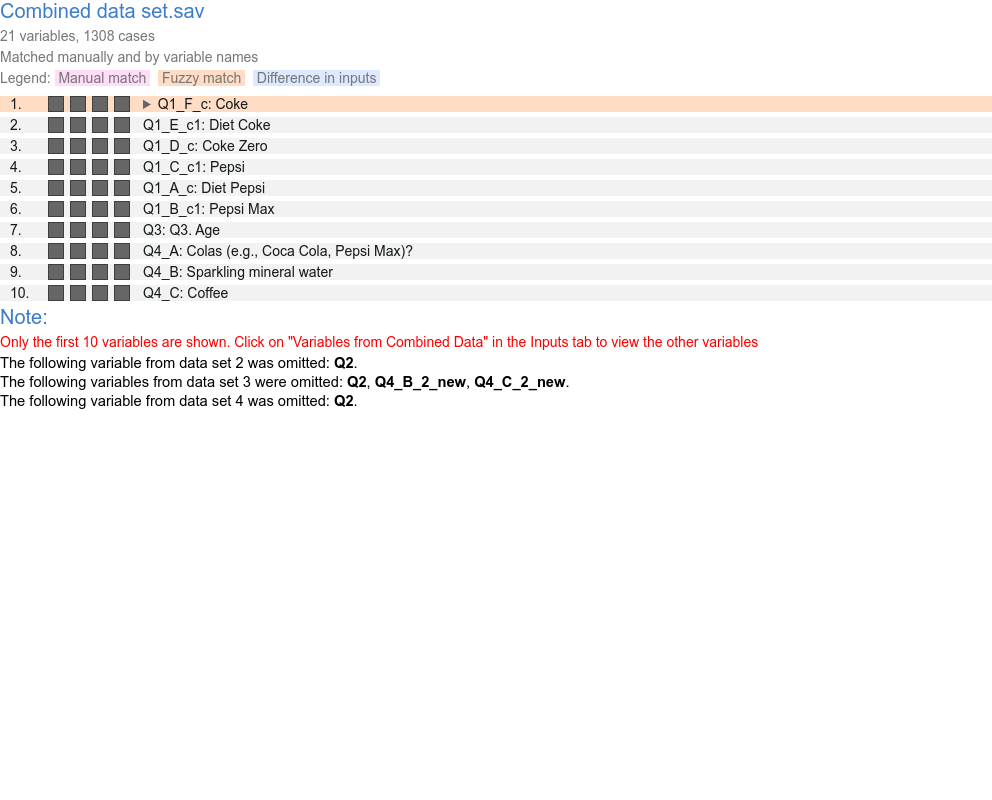 Combined data set.sav
21 variables, 1308 cases
Matched manually and by variable names
Legend: Manual match Fuzzy match Difference in inputs
1. Q1_F_c: Coke
2. Q1_E_c1: Diet Coke
3. Q1_D_c: Coke Zero
4. Q1_C_c1: Pepsi
5. Q1_A_c: Diet Pepsi
6. Q1_B_c1: Pepsi Max
7. Q3: Q3. Age
8. Q4_A: Colas (e.g., Coca Cola, Pepsi Max)?
9. Q4_B: Sparkling mineral water
10. Q4_C: Coffee
Note:
Only the first 10 variables are shown. Click on "Variables from Combined Data" in the Inputs tab to view the other variables
The following variable from data set 2 was omitted: Q2.
The following variables from data set 3 were omitted: Q2, Q4_B_2_new, Q4_C_2_new.
The following variable from data set 4 was omitted: Q2.